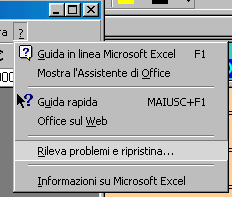 ?
Guida in linea Microsoft Excel F1
Mostra l'Assistente di Office
Guida rapida MAIUSC+F1
Office sul Web
Rileva problemi e ripristina...
Informazioni su Microsoft Excel